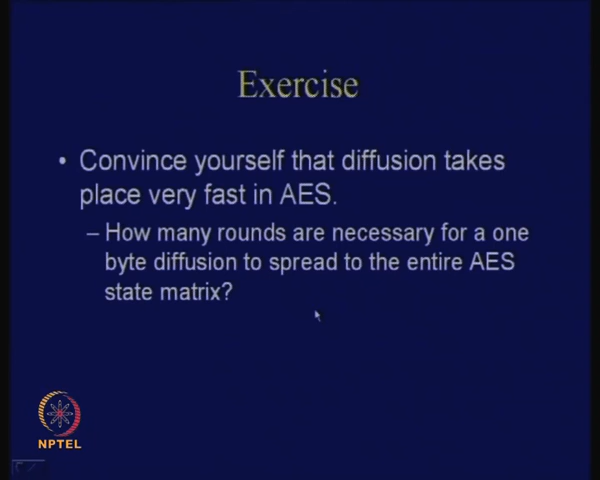 Exercise
• Convince yourself that diffusion takes
place very fast in AES.
– How many rounds are necessary for a one
byte diffusion to spread to the entire AES
state matrix?
NPTEL